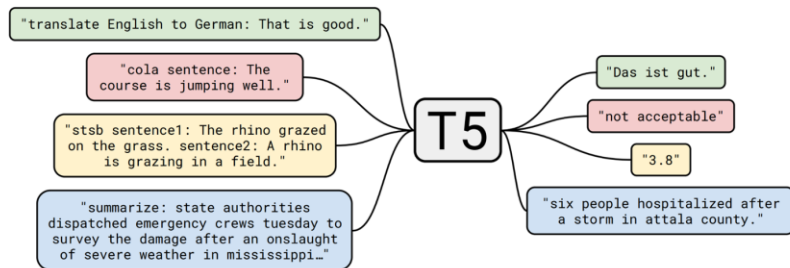 "translate English to German: That is good."
"cola sentence: The
course is jumping well."
"stsb sentence1: The rhino grazed
on the grass. sentence2: A rhino
is grazing in a field."
"summarize: state authorities
dispatched emergency crews tuesday to
survey the damage after an onslaught
of severe weather in mississippi…"
T5
"Das ist gut."
"not acceptable"
"3.8"
"six people hospitalized after
a storm in attala county."